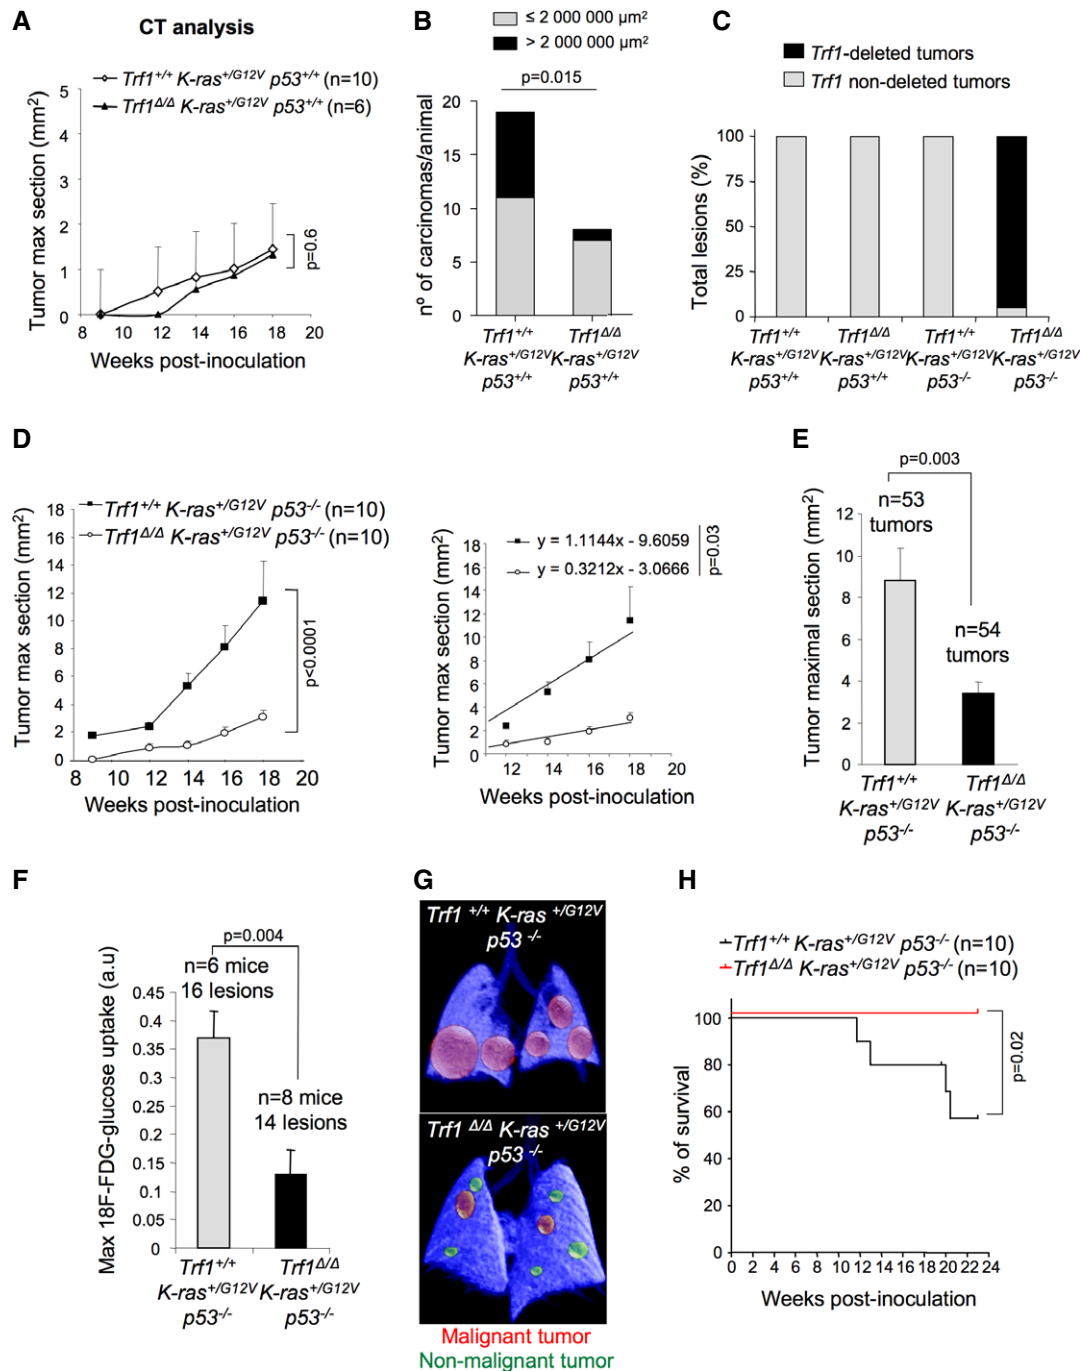 A
CT analysis
Trf1+/+ K-ras+/G12V p53+/+ (n=10)
Trf1Δ/Δ K-ras+/G12V p53+/+ (n=6)
Tumor max section (mm2)
5
4
3
2
1
0
p=0.6
8 10 12 14 16 18 20
Weeks post-inoculation
B
≤ 2 000 000 µm2
> 2 000 000 µm2
p=0.015
nº of carcinomas/animal
20
15
10
5
0
Trf1+/+ Trf1Δ/Δ
K-ras+/G12V K-ras+/G12V
p53+/+ p53+/+
C
Trf1-deleted tumors
Trf1 non-deleted tumors
Total lesions (%)
100
75
50
25
0
Trf1+/+ Trf1Δ/Δ Trf1+/+ Trf1Δ/Δ
K-ras+/G12V K-ras+/G12V K-ras+/G12V K-ras+/G12V
p53+/+ p53+/+ p53-/- p53-/-
D
Trf1+/+ K-ras+/G12V p53-/- (n=10)
Trf1Δ/Δ K-ras+/G12V p53-/- (n=10)
Tumor max section (mm2)
18
16
14
12
10
8
6
4
2
0
p<0.0001
8 10 12 14 16 18 20
Weeks post-inoculation
y = 1.1144x - 9.6059
y = 0.3212x - 3.0666
p=0.03
Tumor max section (mm2)
18
16
14
12
10
8
6
4
2
0
12 14 16 18 20
Weeks post-inoculation
E
p=0.003
n=53
tumors
n=54
tumors
Tumor maximal section (mm2)
12
10
8
6
4
2
0
Trf1+/+ Trf1Δ/Δ
K-ras+/G12V K-ras+/G12V
p53-/- p53-/-
F
p=0.004
n=6 mice
16 lesions
n=8 mice
14 lesions
Max 18F-FDG-glucose uptake (a.u)
0.45
0.4
0.35
0.3
0.25
0.2
0.15
0.1
0.05
0
Trf1+/+ Trf1Δ/Δ
K-ras+/G12V K-ras+/G12V
p53-/- p53-/-
G
Trf1 +/+ K-ras +/G12V
p53 -/-
Trf1 Δ/Δ K-ras +/G12V
p53 -/-
Malignant tumor
Non-malignant tumor
H
Trf1+/+ K-ras+/G12V p53-/- (n=10)
Trf1Δ/Δ K-ras+/G12V p53-/- (n=10)
% of survival
100
80
60
40
20
0
p=0.02
0 2 4 6 8 10 12 14 16 18 20 22 24
Weeks post-inoculation